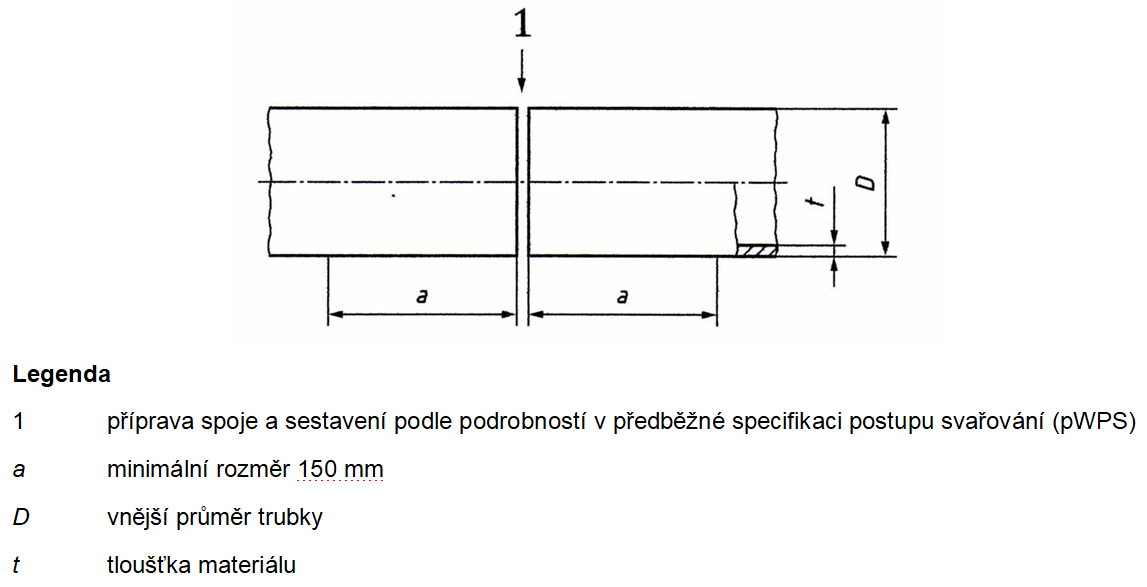 1
D
t
a
a
Legenda
1 příprava spoje a sestavení podle podrobností v předběžné specifikaci postupu svařování (pWPS)
a minimální rozměr 150 mm
D vnější průměr trubky
t tloušťka materiálu